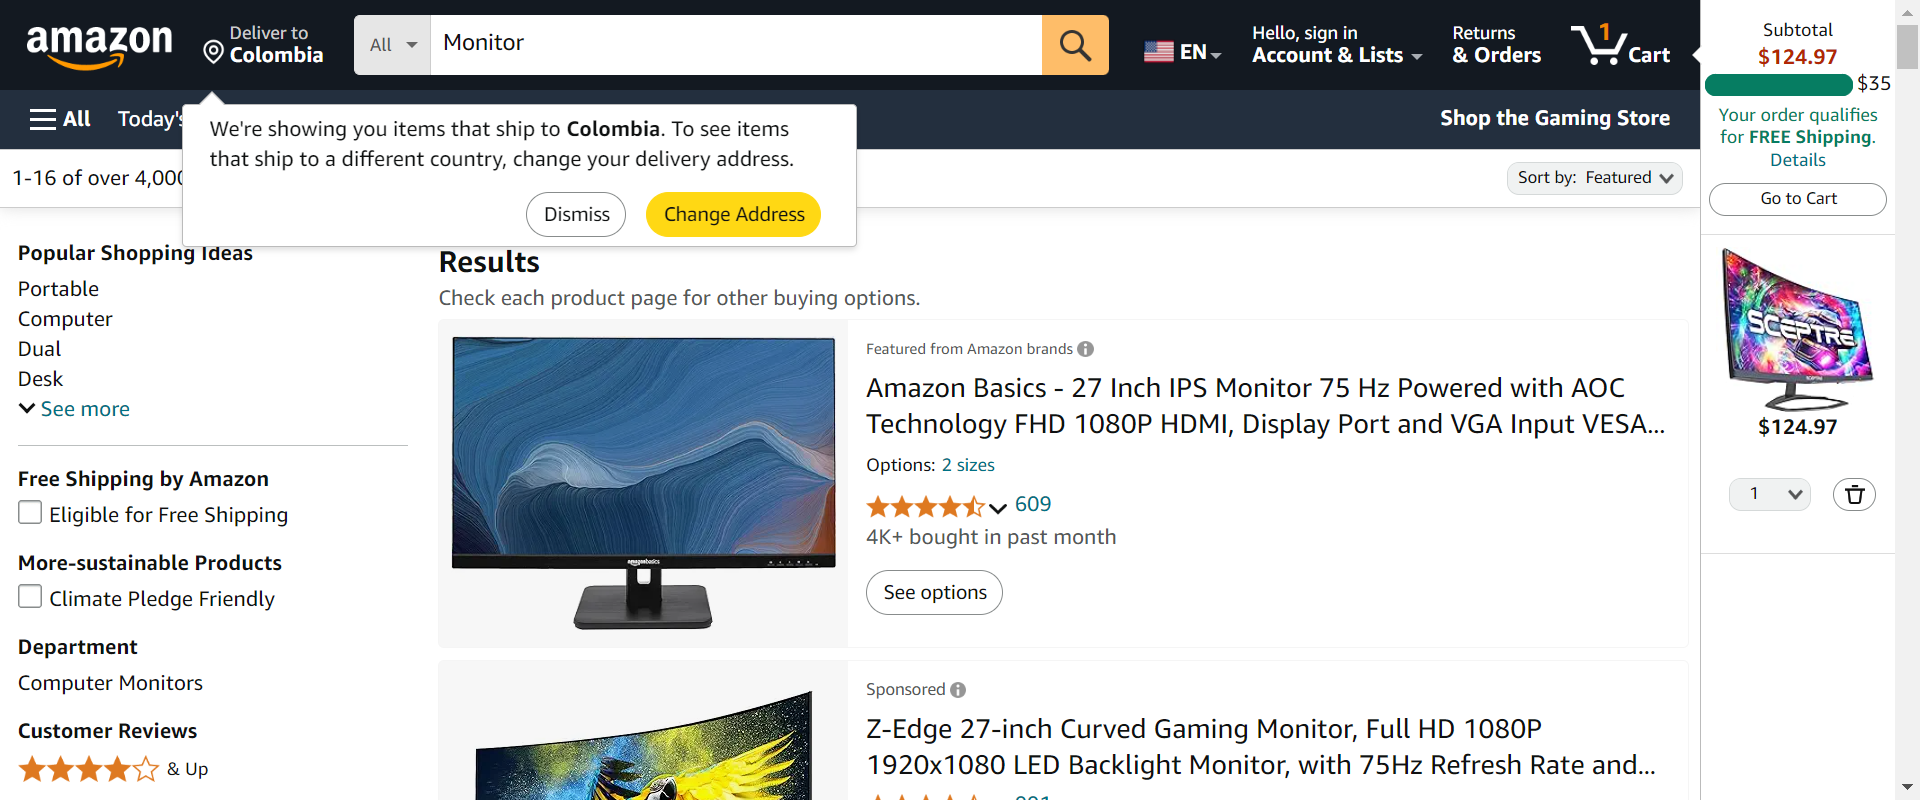 amazon
Deliver to
Colombia
All
Monitor
EN
Hello, sign in
Account & Lists
Returns
& Orders
1
Cart
All
Today's
Shop the Gaming Store
We're showing you items that ship to Colombia. To see items
that ship to a different country, change your delivery address.
Dismiss
Change Address
1-16 of over 4,000
Sort by: Featured
Popular Shopping Ideas
Portable
Computer
Dual
Desk
See more
Free Shipping by Amazon
Eligible for Free Shipping
More-sustainable Products
Climate Pledge Friendly
Department
Computer Monitors
Customer Reviews
& Up
Results
Check each product page for other buying options.
amazonbasics
Featured from Amazon brands
Amazon Basics - 27 Inch IPS Monitor 75 Hz Powered with AOC
Technology FHD 1080P HDMI, Display Port and VGA Input VESA...
Options: 2 sizes
609
4K+ bought in past month
See options
Sponsored
Z-Edge 27-inch Curved Gaming Monitor, Full HD 1080P
1920x1080 LED Backlight Monitor, with 75Hz Refresh Rate and...
Subtotal
$124.97
$35
Your order qualifies
for FREE Shipping.
Details
Go to Cart
SCEPTRE
$124.97
1